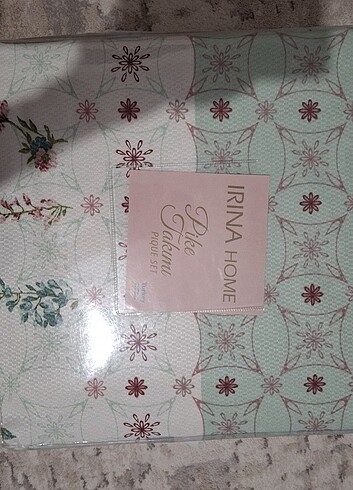 IRINA HOME
Pike
Takımı
PIQUE SET